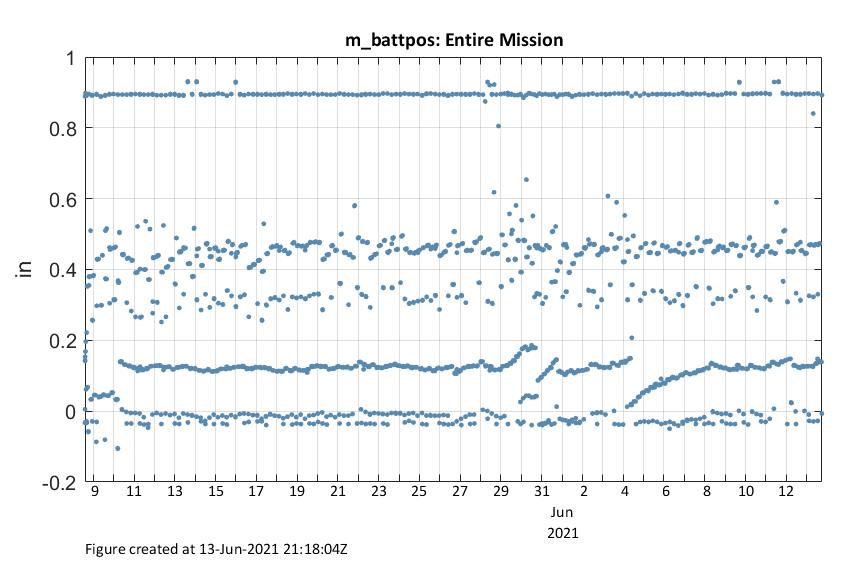 m_battpos: Entire Mission
1
0.8
0.6
0.4
0.2
0
-0.2
in
9 11 13 15 17 19 21 23 25 27 29 31 2 4 6 8 10 12
Jun
2021
Figure created at 13-Jun-2021 21:18:04Z